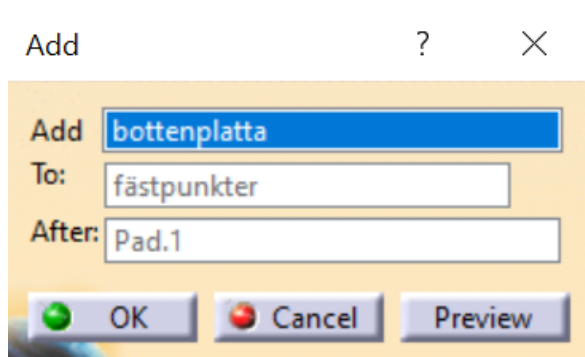 Add ?
Add bottenplatta
To: fästpunkter
After: Pad.1
OK Cancel Preview